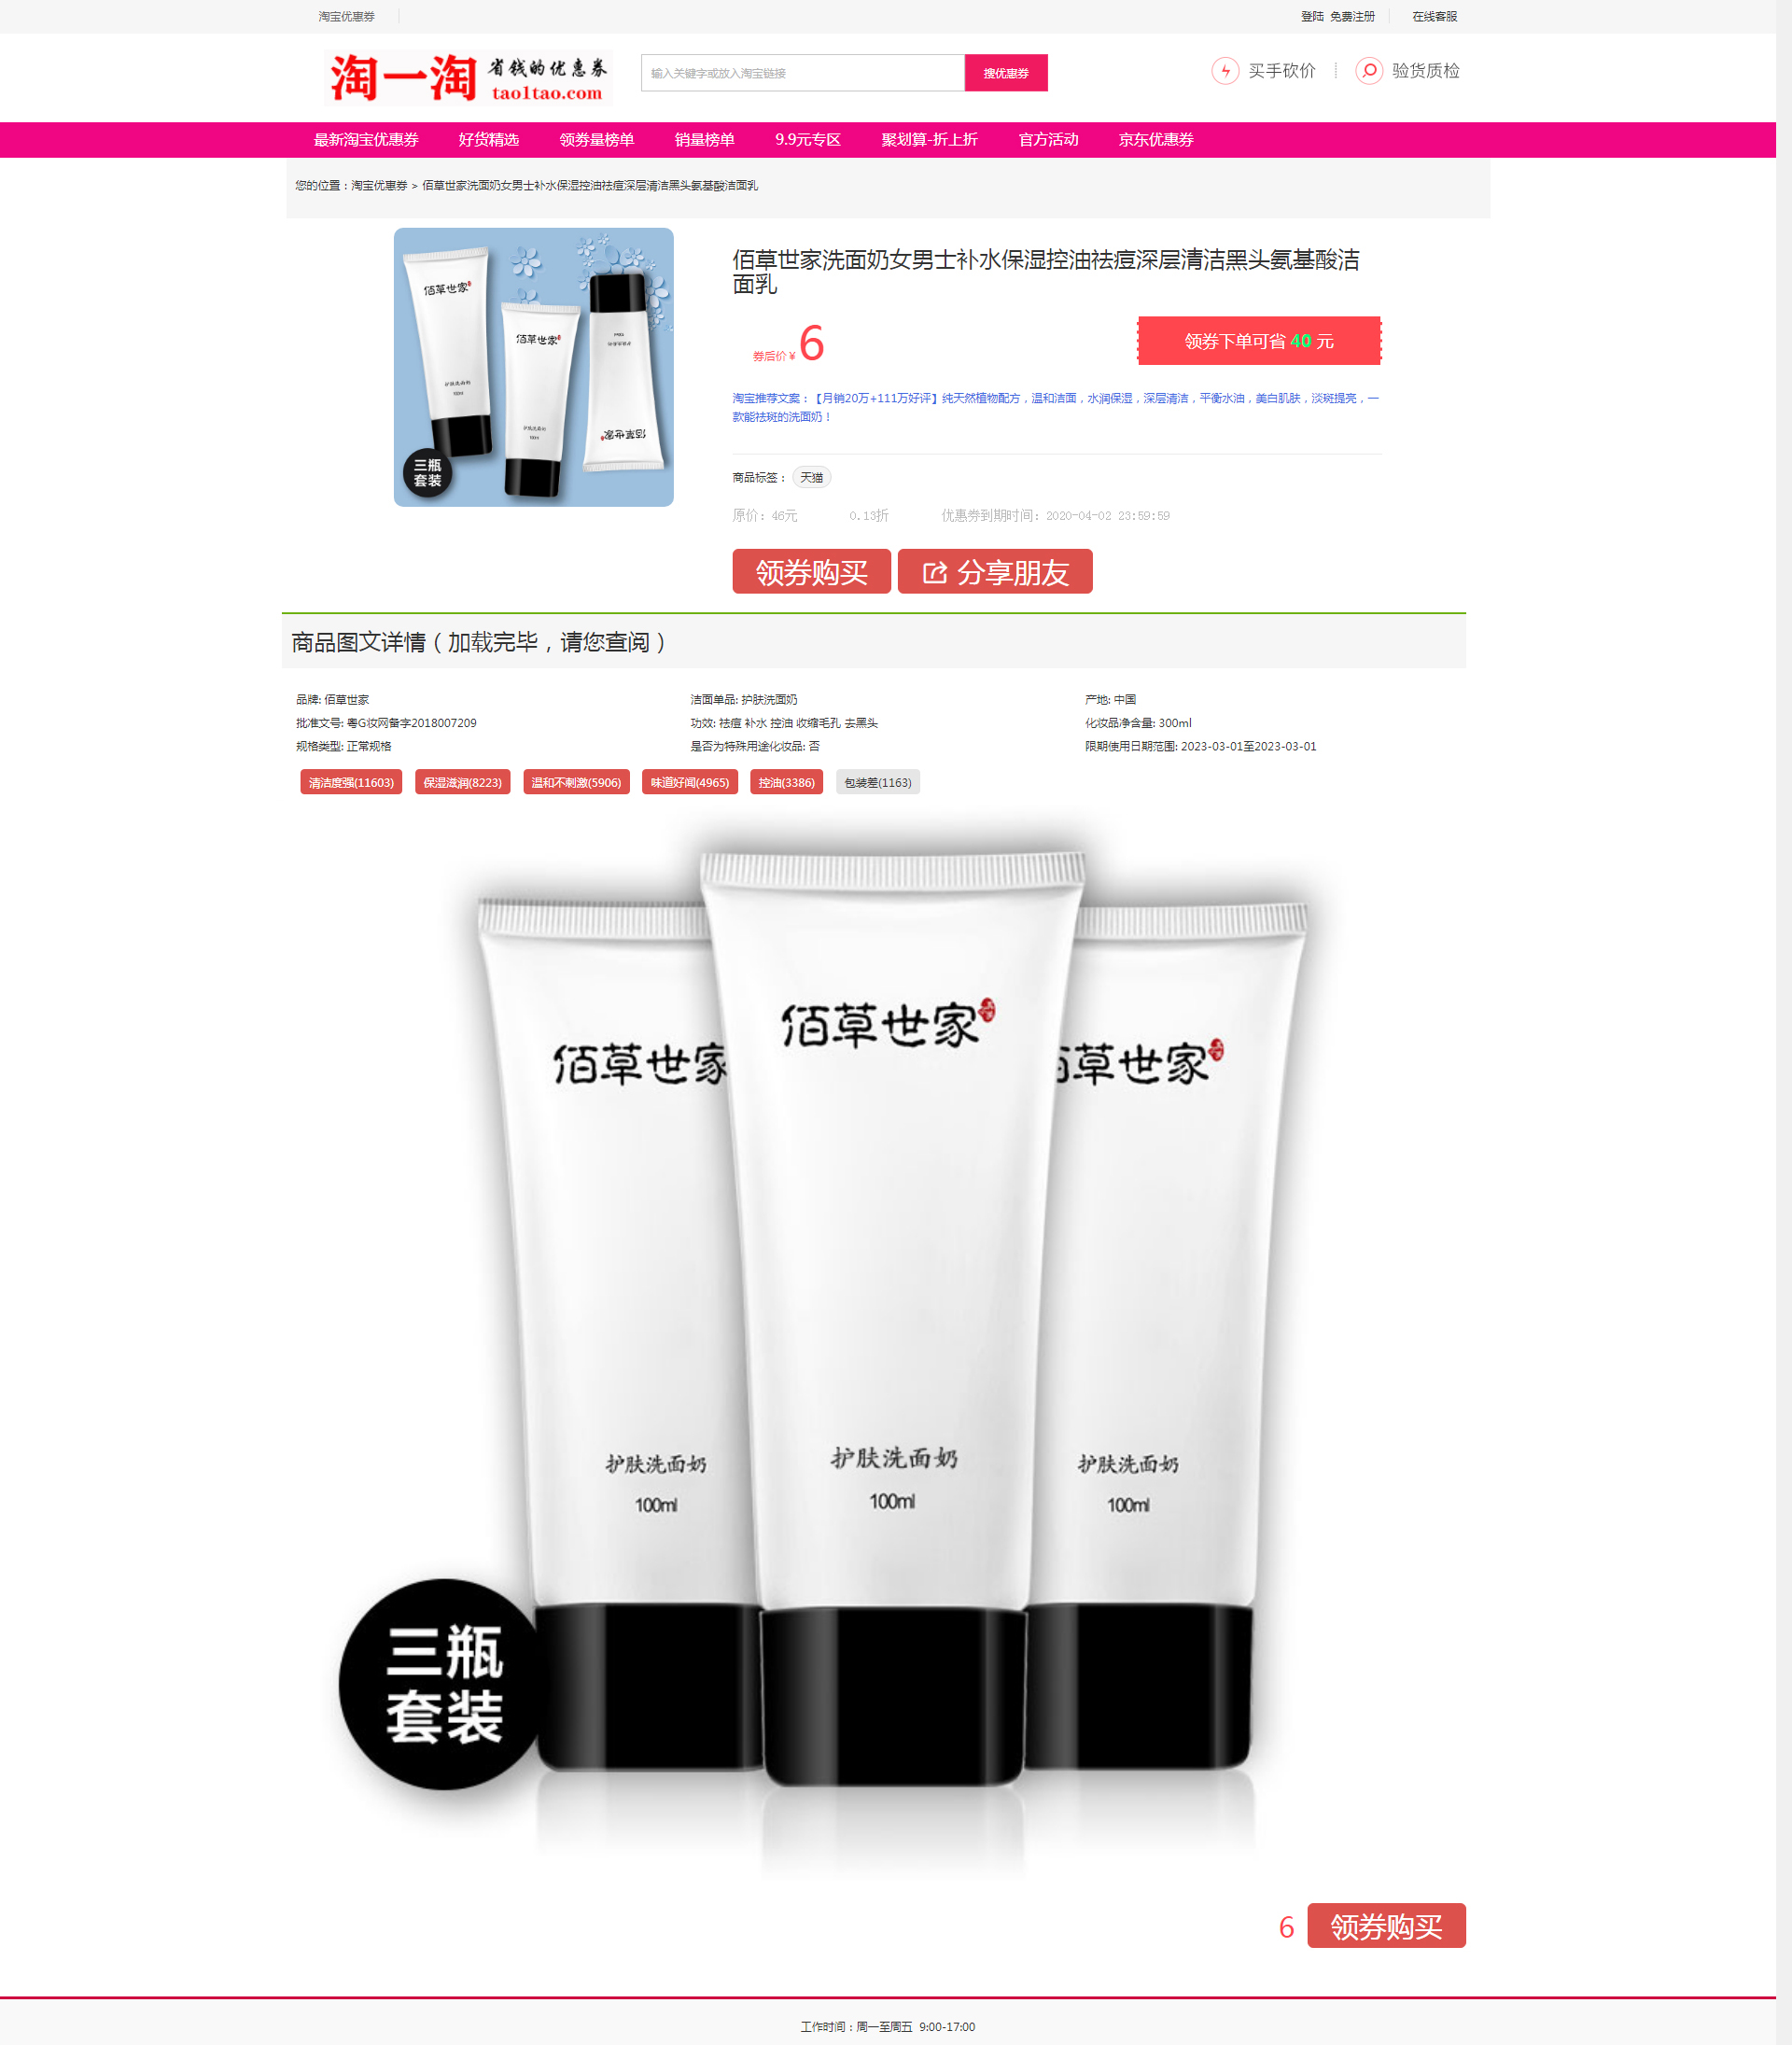 淘宝优惠券
登陆 免费注册 在线客服
淘一淘 省钱的优惠券
tao1tao.com
输入关键字或放入淘宝链接 搜优惠券
买手砍价 验货质检
最新淘宝优惠券 好货精选 领券量榜单 销量榜单 9.9元专区 聚划算-折上折 官方活动 京东优惠券
您的位置：淘宝优惠券 > 佰草世家洗面奶女男士补水保湿控油祛痘深层清洁黑头氨基酸洁面乳
佰草世家
护肤洗面奶
100ml
佰草世家
护肤洗面奶
100ml
佰草世家
三瓶
套装
佰草世家洗面奶女男士补水保湿控油祛痘深层清洁黑头氨基酸洁
面乳
券后价 ¥ 6
领券下单可省 40 元
淘宝推荐文案：【月销20万+111万好评】纯天然植物配方，温和洁面，水润保湿，深层清洁，平衡水油，美白肌肤，淡斑提亮，一
款能祛斑的洗面奶！
商品标签： 天猫
原价：46元 0.13折 优惠券到期时间：2020-04-02 23:59:59
领券购买 分享朋友
商品图文详情（加载完毕，请您查阅）
品牌: 佰草世家 洁面单品: 护肤洗面奶 产地: 中国
批准文号: 粤G妆网备字2018007209 功效: 祛痘 补水 控油 收缩毛孔 去黑头 化妆品净含量: 300ml
规格类型: 正常规格 是否为特殊用途化妆品: 否 限期使用日期范围: 2023-03-01至2023-03-01
清洁度强(11603) 保湿滋润(8223) 温和不刺激(5906) 味道好闻(4965) 控油(3386) 包装差(1163)
佰草世家
佰草世家
佰草世家
护肤洗面奶
100ml
护肤洗面奶
100ml
护肤洗面奶
100ml
三瓶
套装
6 领券购买
工作时间：周一至周五 9:00-17:00